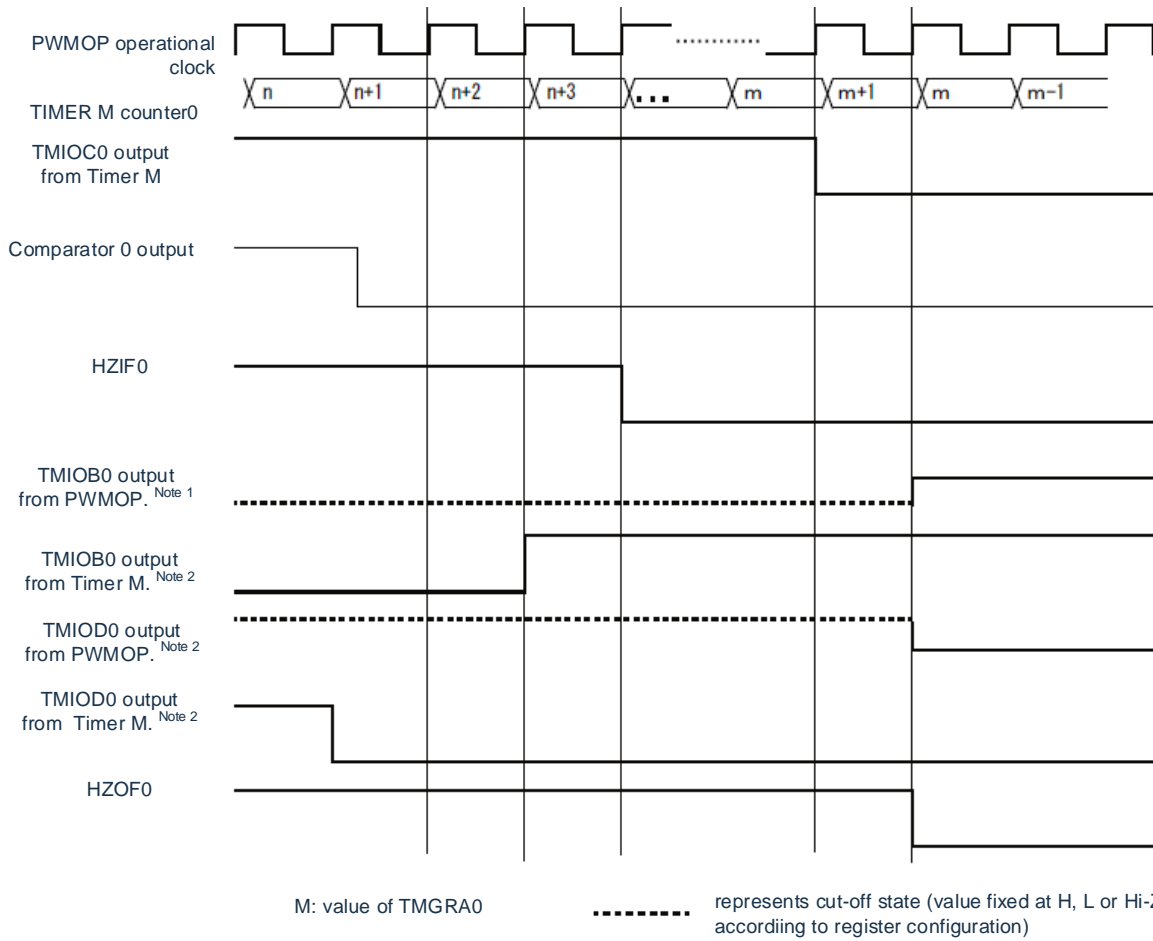 PWMOP operational
clock
TIMER M counter0
n n+1 n+2 n+3 ... m m+1 m m-1
TMIOC0 output
from Timer M
Comparator 0 output
HZIF0
TMIOB0 output
from PWMOP. Note 1
TMIOB0 output
from Timer M. Note 2
TMIOD0 output
from PWMOP. Note 2
TMIOD0 output
from Timer M. Note 2
HZOF0
M: value of TMGRA0
represents cut-off state (value fixed at H, L or Hi-Z
accordiing to register configuration)